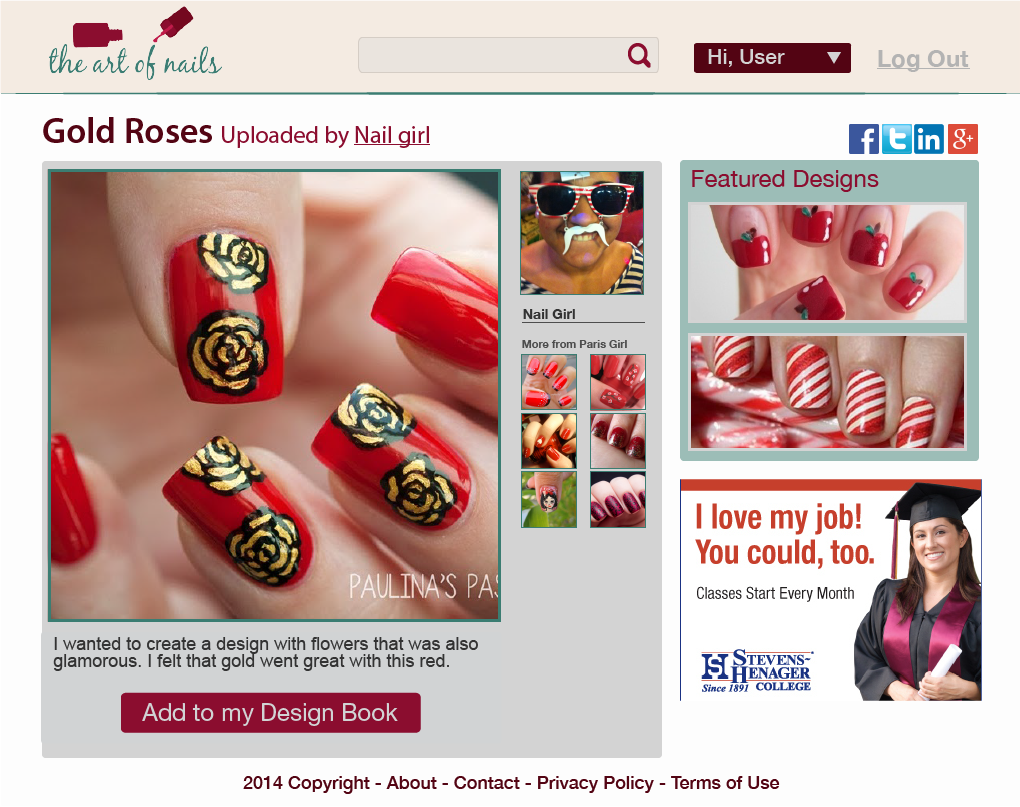 the art of nails
Hi, User
Log Out
Gold Roses Uploaded by Nail girl
f t in g+
Featured Designs
Nail Girl
More from Paris Girl
PAULINA'S PAS
I wanted to create a design with flowers that was also
glamorous. I felt that gold went great with this red.
Add to my Design Book
I love my job!
You could, too.
Classes Start Every Month
SH STEVENS-
HENAGER
Since 1891 COLLEGE
2014 Copyright - About - Contact - Privacy Policy - Terms of Use